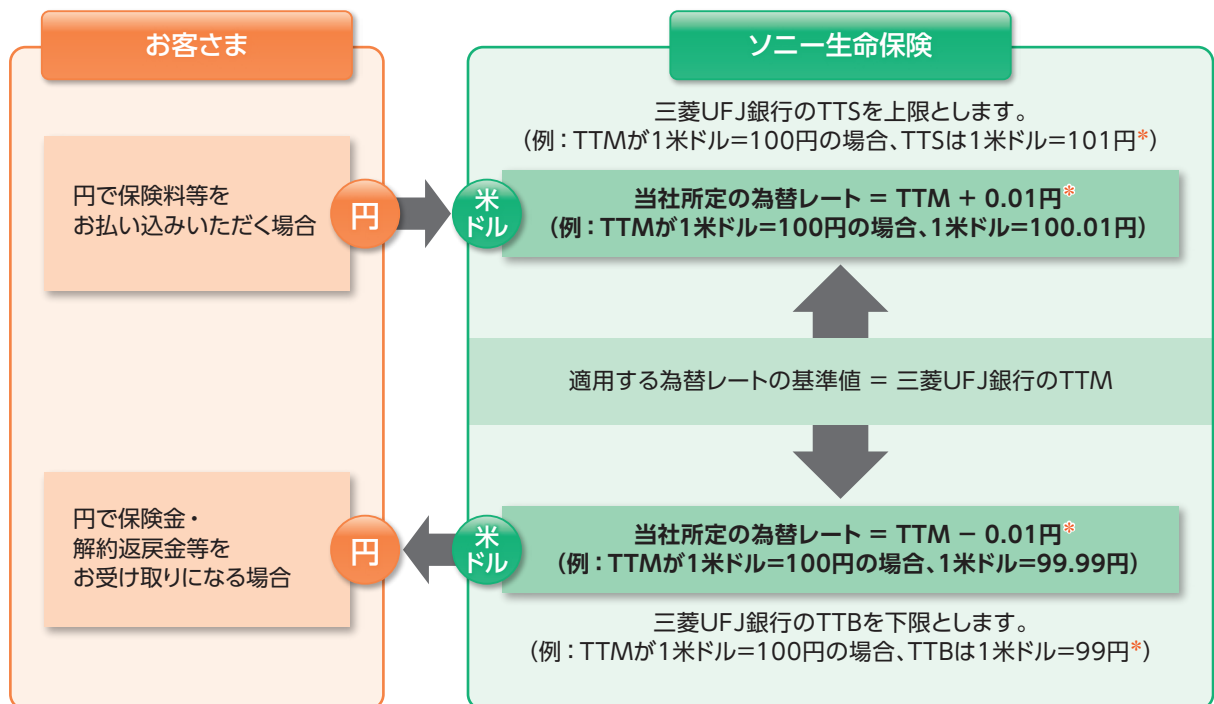 お客さま
ソニー生命保険
三菱UFJ銀行のTTSを上限とします。
（例：TTMが1米ドル＝100円の場合、TTSは1米ドル＝101円*）
円で保険料等を
お払い込みいただく場合
円
米
ドル
当社所定の為替レート ＝ TTM ＋ 0.01円*
（例：TTMが1米ドル＝100円の場合、1米ドル＝100.01円）
適用する為替レートの基準値 ＝ 三菱UFJ銀行のTTM
円で保険金・
解約返戻金等を
お受け取りになる場合
円
米
ドル
当社所定の為替レート ＝ TTM － 0.01円*
（例：TTMが1米ドル＝100円の場合、1米ドル＝99.99円）
三菱UFJ銀行のTTBを下限とします。
（例：TTMが1米ドル＝100円の場合、TTBは1米ドル＝99円*）